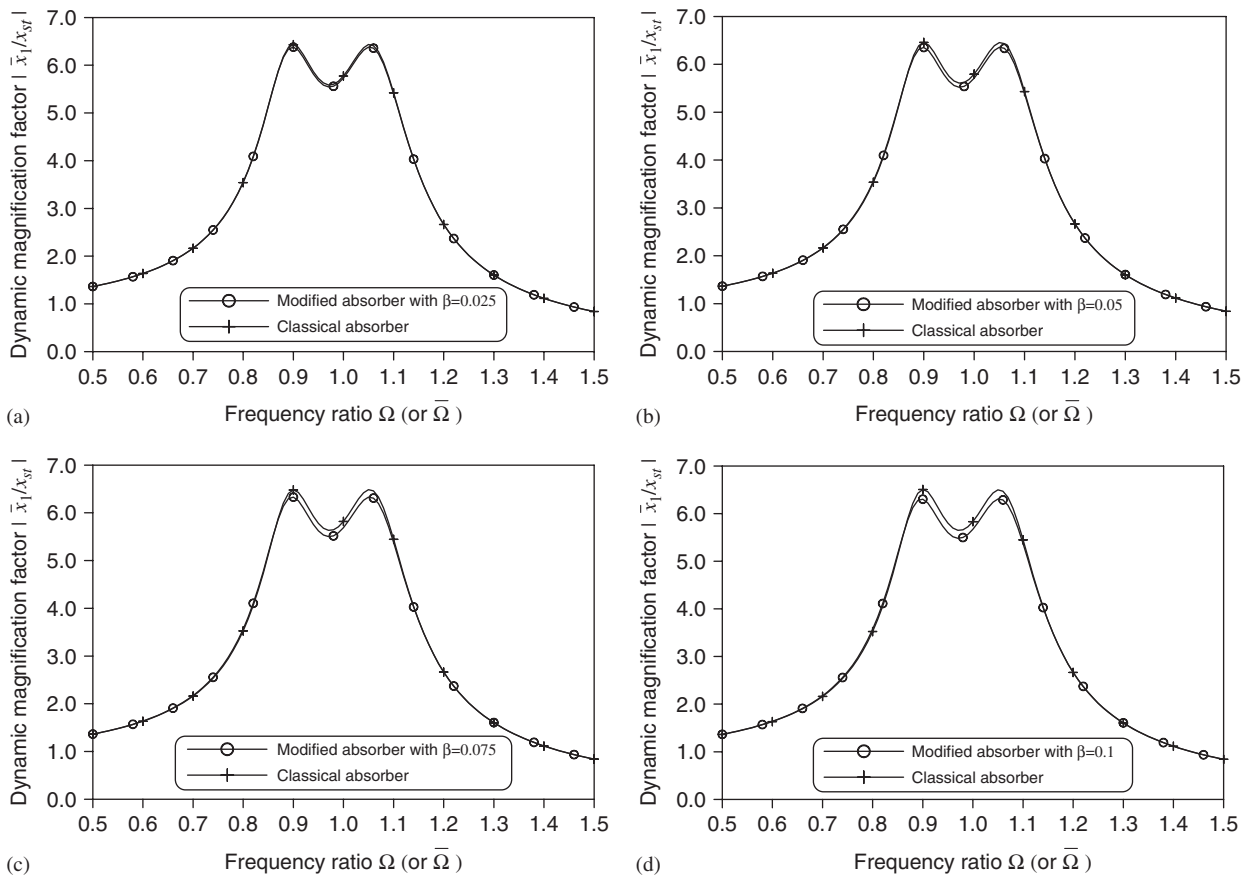 Dynamic magnification factor | x̄₁/xₛₜ |
7.0
6.0
5.0
4.0
3.0
2.0
1.0
0.0
Modified absorber with β=0.025
Classical absorber
0.5 0.6 0.7 0.8 0.9 1.0 1.1 1.2 1.3 1.4 1.5
(a) Frequency ratio Ω (or Ω̄ )
Dynamic magnification factor | x̄₁/xₛₜ |
7.0
6.0
5.0
4.0
3.0
2.0
1.0
0.0
Modified absorber with β=0.05
Classical absorber
0.5 0.6 0.7 0.8 0.9 1.0 1.1 1.2 1.3 1.4 1.5
(b) Frequency ratio Ω (or Ω̄ )
Dynamic magnification factor | x̄₁/xₛₜ |
7.0
6.0
5.0
4.0
3.0
2.0
1.0
0.0
Modified absorber with β=0.075
Classical absorber
0.5 0.6 0.7 0.8 0.9 1.0 1.1 1.2 1.3 1.4 1.5
(c) Frequency ratio Ω (or Ω̄ )
Dynamic magnification factor | x̄₁/xₛₜ |
7.0
6.0
5.0
4.0
3.0
2.0
1.0
0.0
Modified absorber with β=0.1
Classical absorber
0.5 0.6 0.7 0.8 0.9 1.0 1.1 1.2 1.3 1.4 1.5
(d) Frequency ratio Ω (or Ω̄ )